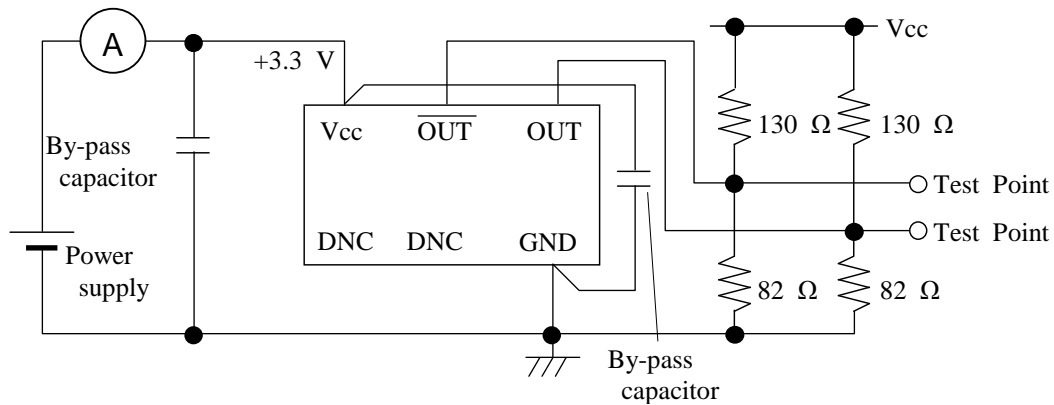 A
Vcc
+3.3 V
Vcc
OUT
OUT
130 Ω
130 Ω
By-pass
capacitor
Test Point
Test Point
DNC
DNC
GND
Power
supply
82 Ω
82 Ω
By-pass
capacitor